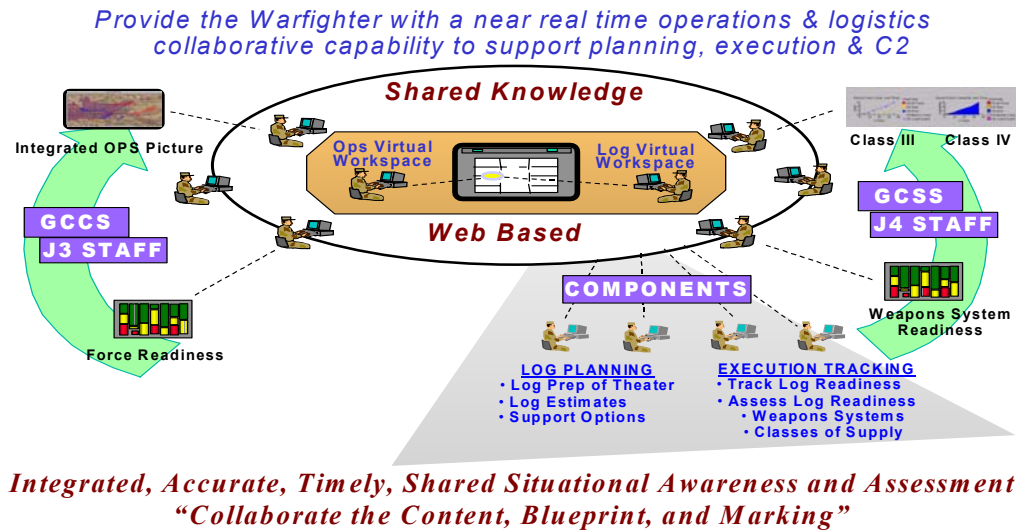 Provide the Warfighter with a near real time operations & logistics
collaborative capability to support planning, execution & C2
Shared Knowledge
Integrated OPS Picture
Ops Virtual
Workspace
Log Virtual
Workspace
Class III
Class IV
GCCS
J3 STAFF
GCSS
J4 STAFF
Web Based
COMPONENTS
Force Readiness
Weapons System
Readiness
LOG PLANNING
• Log Prep of Theater
• Log Estimates
• Support Options
EXECUTION TRACKING
• Track Log Readiness
• Assess Log Readiness
• Weapons Systems
• Classes of Supply
Integrated, Accurate, Timely, Shared Situational Awareness and Assessment
“Collaborate the Content, Blueprint, and Marking”